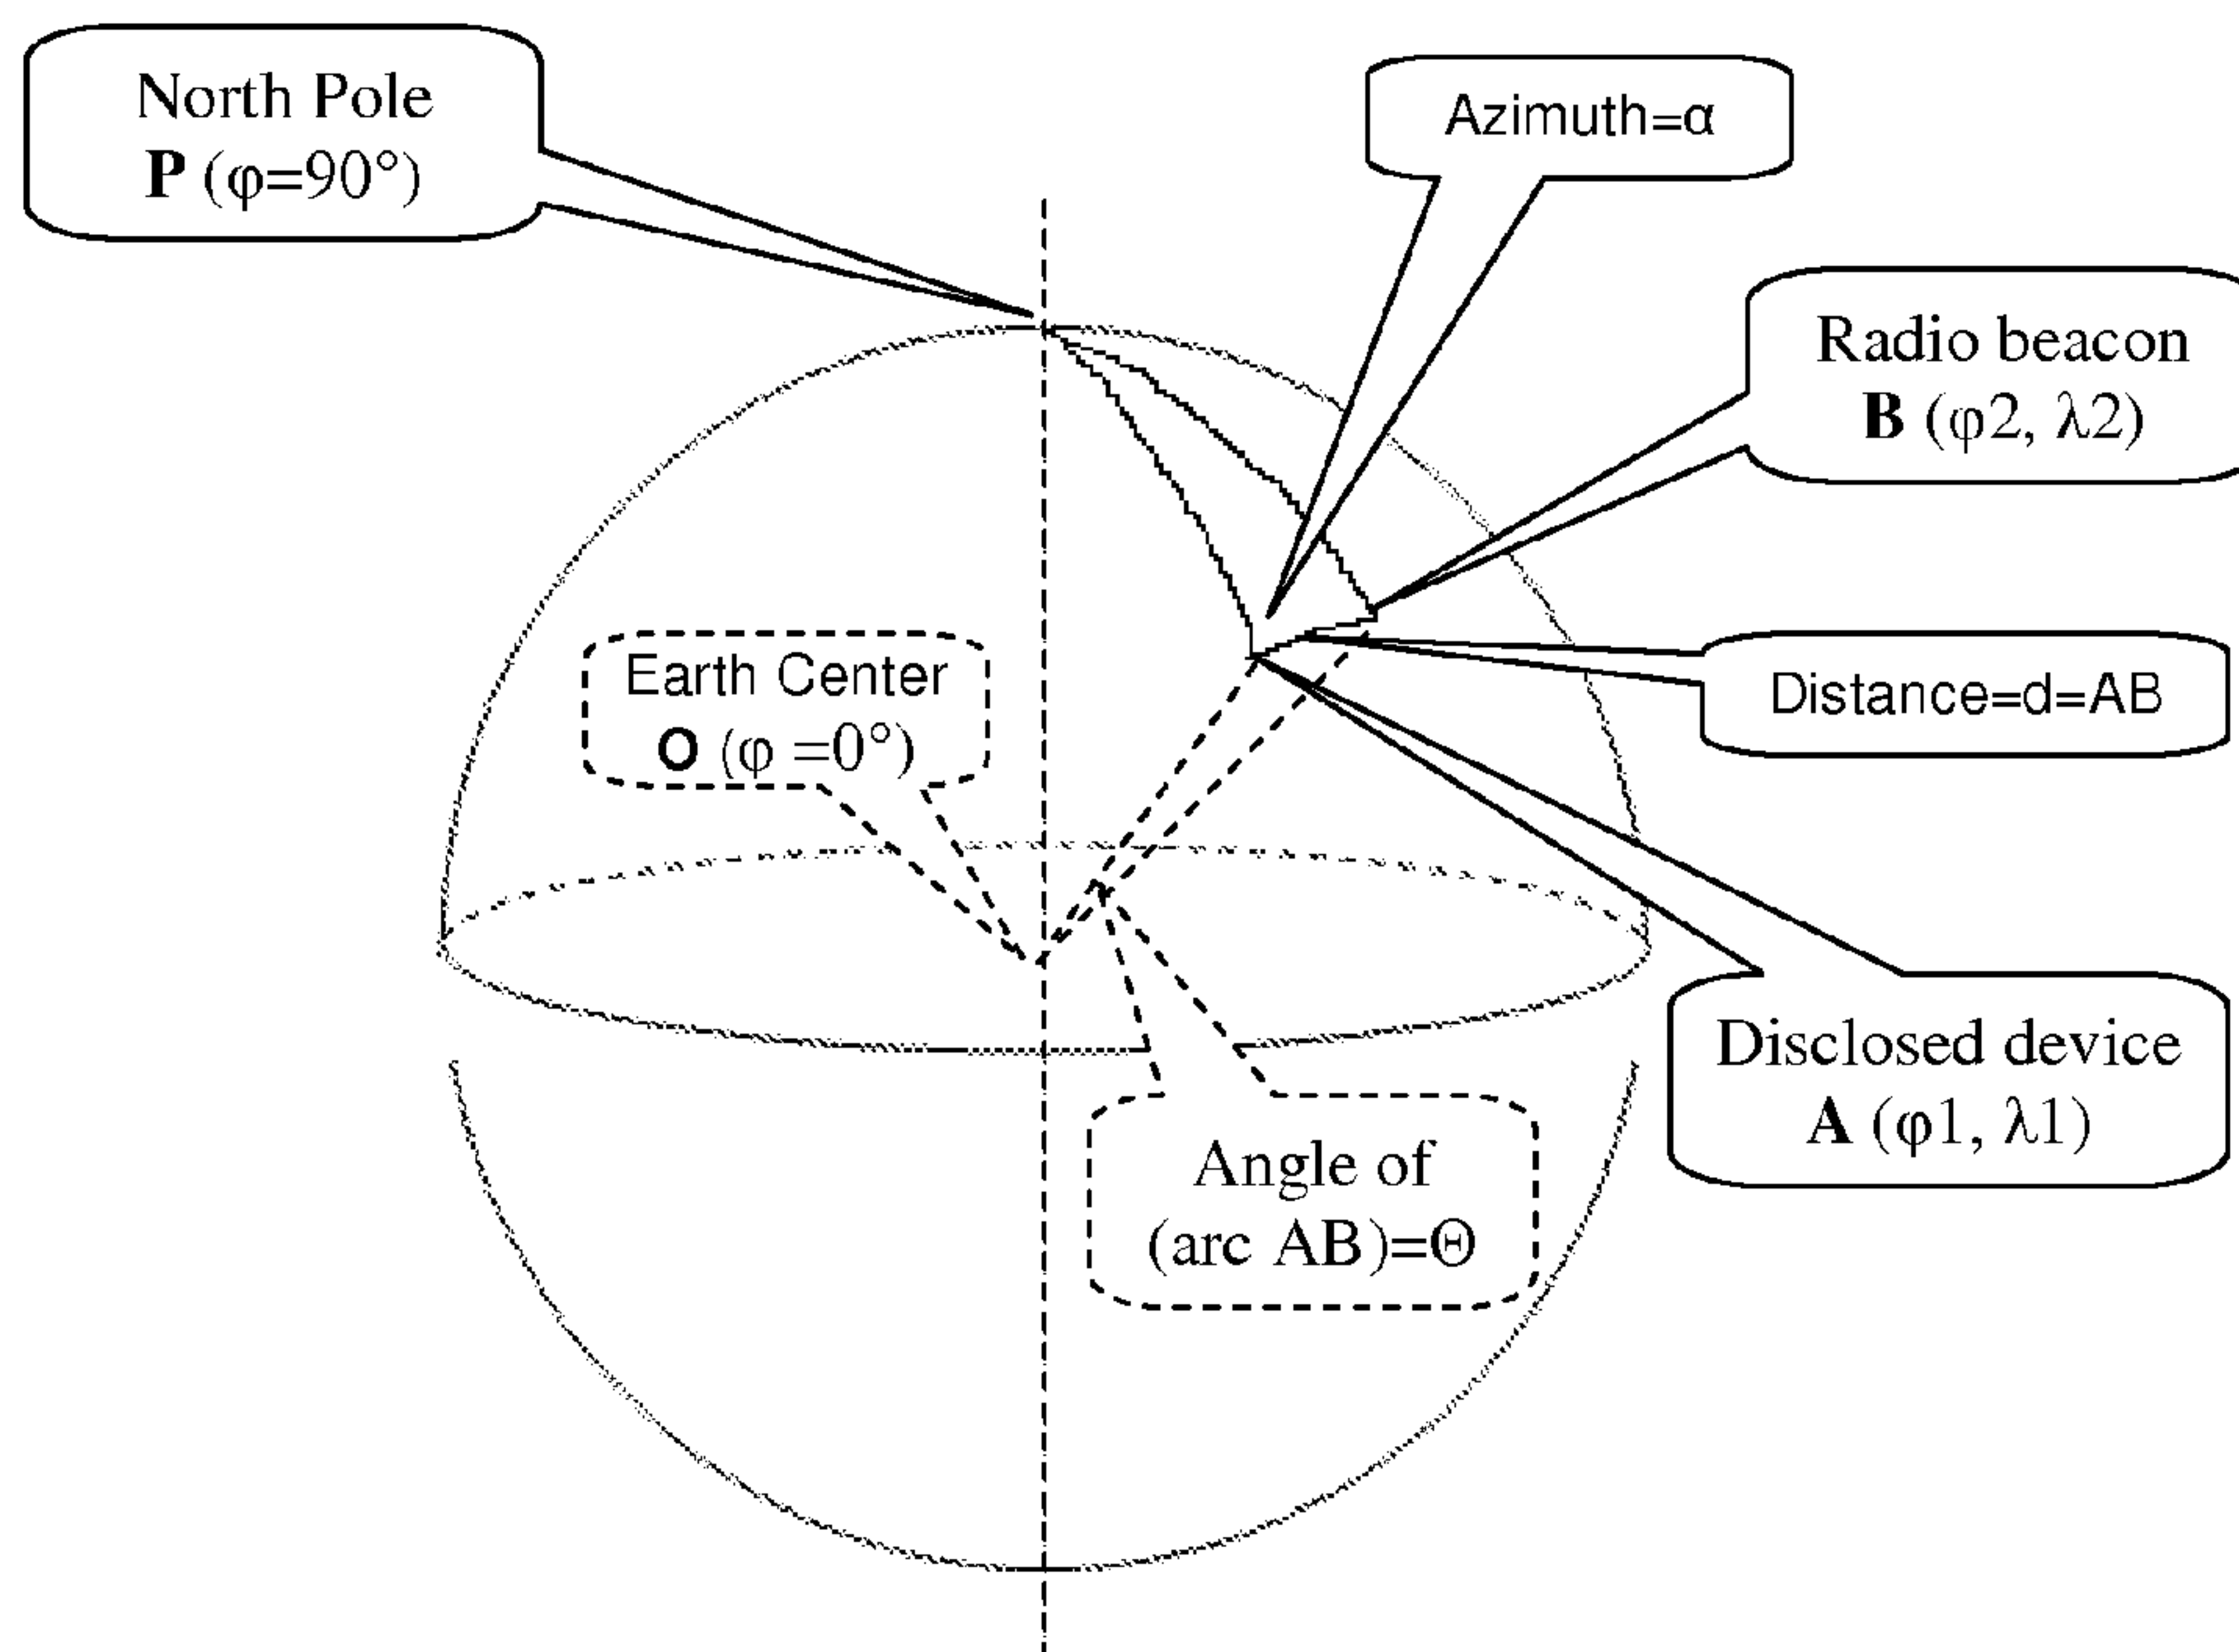 North Pole
P (φ=90°)
Azimuth=α
Radio beacon
B (φ2, λ2)
Earth Center
O (φ =0°)
Distance=d=AB
Disclosed device
A (φ1, λ1)
Angle of
(arc AB)=Θ